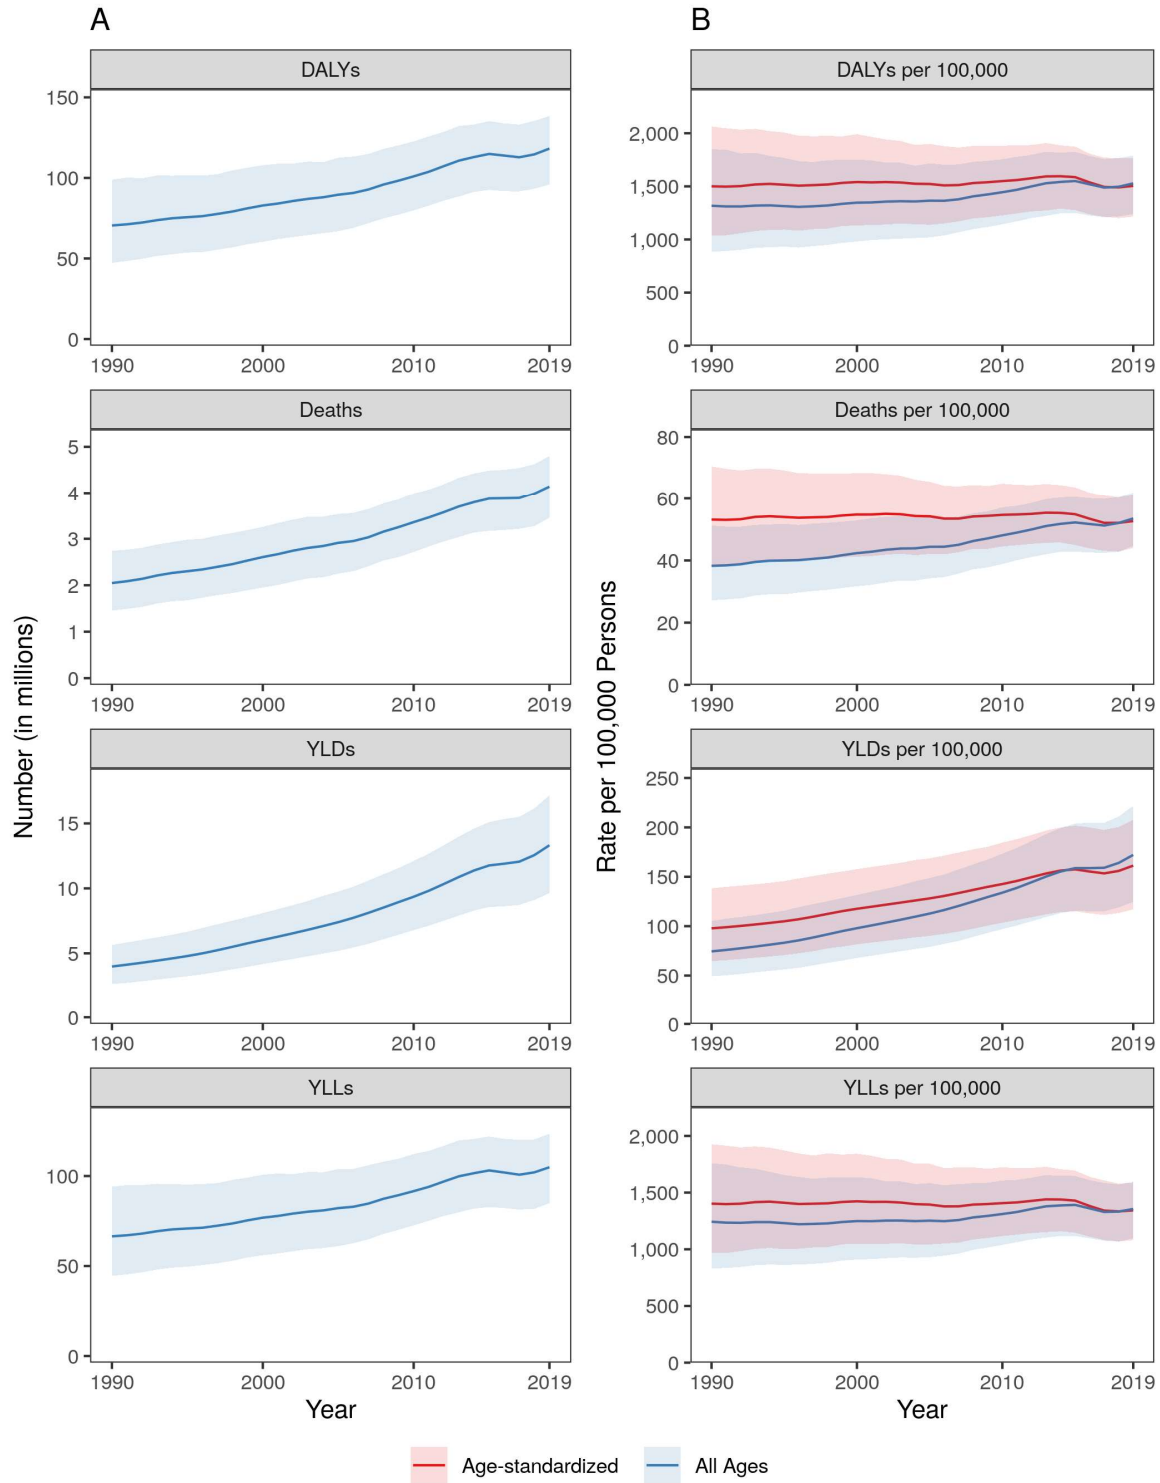 A
DALYs
150
100
50
0
1990 2000 2010 2019
Deaths
5
4
3
2
1
0
1990 2000 2010 2019
YLDs
15
10
5
0
1990 2000 2010 2019
YLLs
100
50
0
1990 2000 2010 2019
Year
Number (in millions)
B
DALYs per 100,000
2,000
1,500
1,000
500
0
1990 2000 2010 2019
Deaths per 100,000
80
60
40
20
0
1990 2000 2010 2019
YLDs per 100,000
250
200
150
100
50
0
1990 2000 2010 2019
YLLs per 100,000
2,000
1,500
1,000
500
0
1990 2000 2010 2019
Year
Rate per 100,000 Persons
Age-standardized All Ages